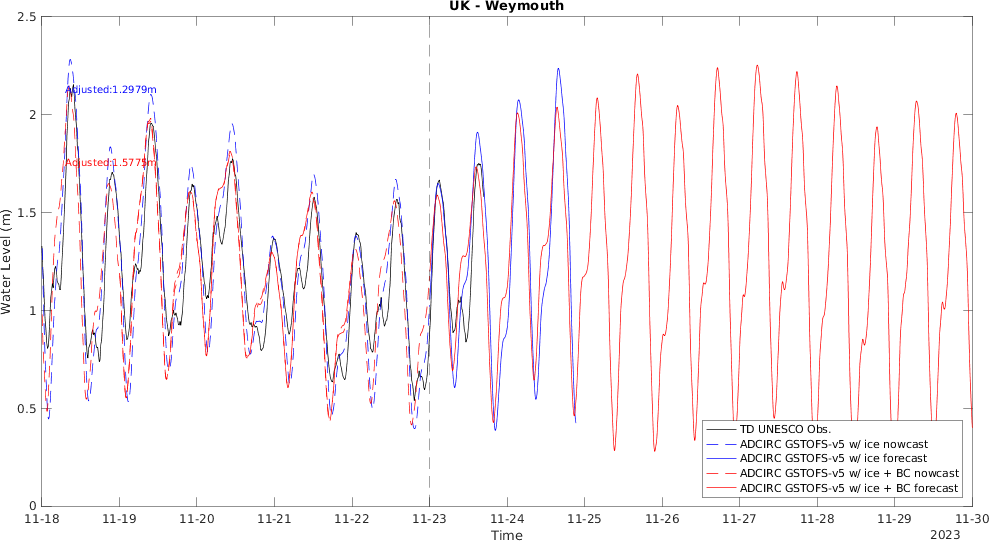 UK - Weymouth
2.5
2
1.5
1
0.5
0
Water Level (m)
Adjusted:1.2979m
Adjusted:1.5775m
TD UNESCO Obs.
ADCIRC GSTOFS-v5 w/ ice nowcast
ADCIRC GSTOFS-v5 w/ ice forecast
ADCIRC GSTOFS-v5 w/ ice + BC nowcast
ADCIRC GSTOFS-v5 w/ ice + BC forecast
11-18 11-19 11-20 11-21 11-22 11-23 11-24 11-25 11-26 11-27 11-28 11-29 11-30
Time
2023